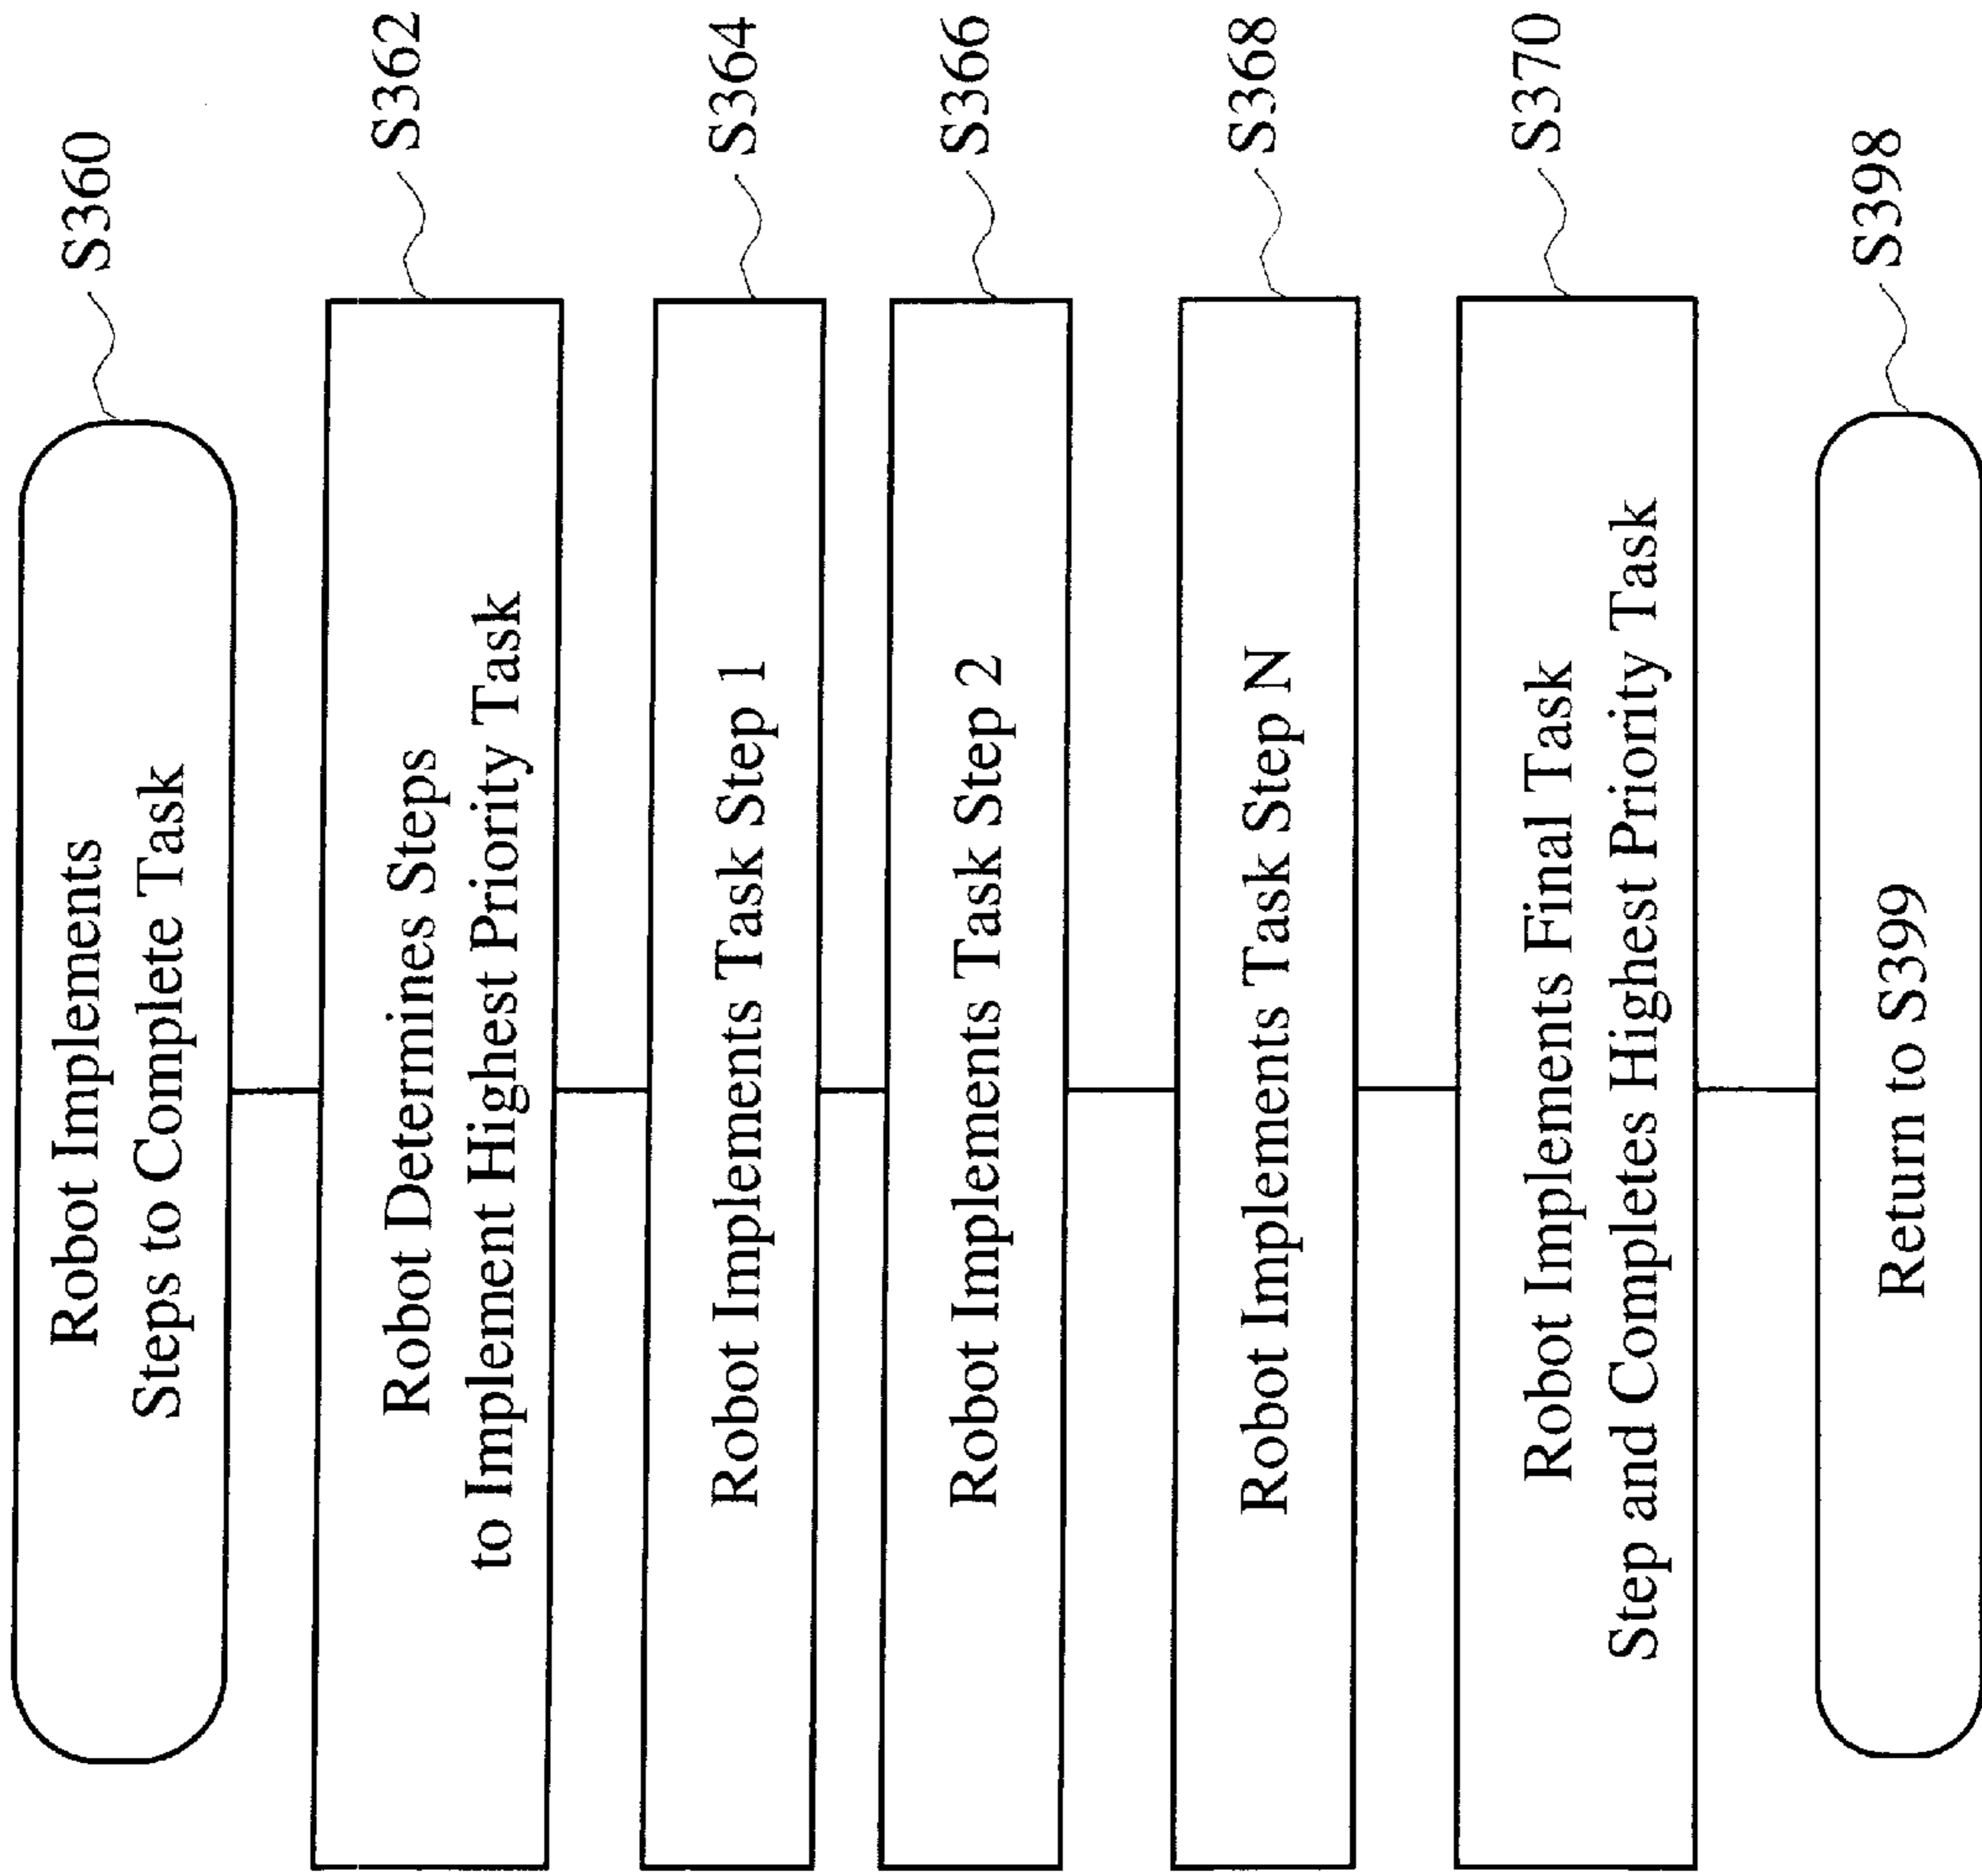 Robot Implements
Steps to Complete Task
S360
Robot Determines Steps
to Implement Highest Priority Task
S362
Robot Implements Task Step 1
S364
Robot Implements Task Step 2
S366
Robot Implements Task Step N
S368
Robot Implements Final Task
Step and Completes Highest Priority Task
S370
Return to S399
S398